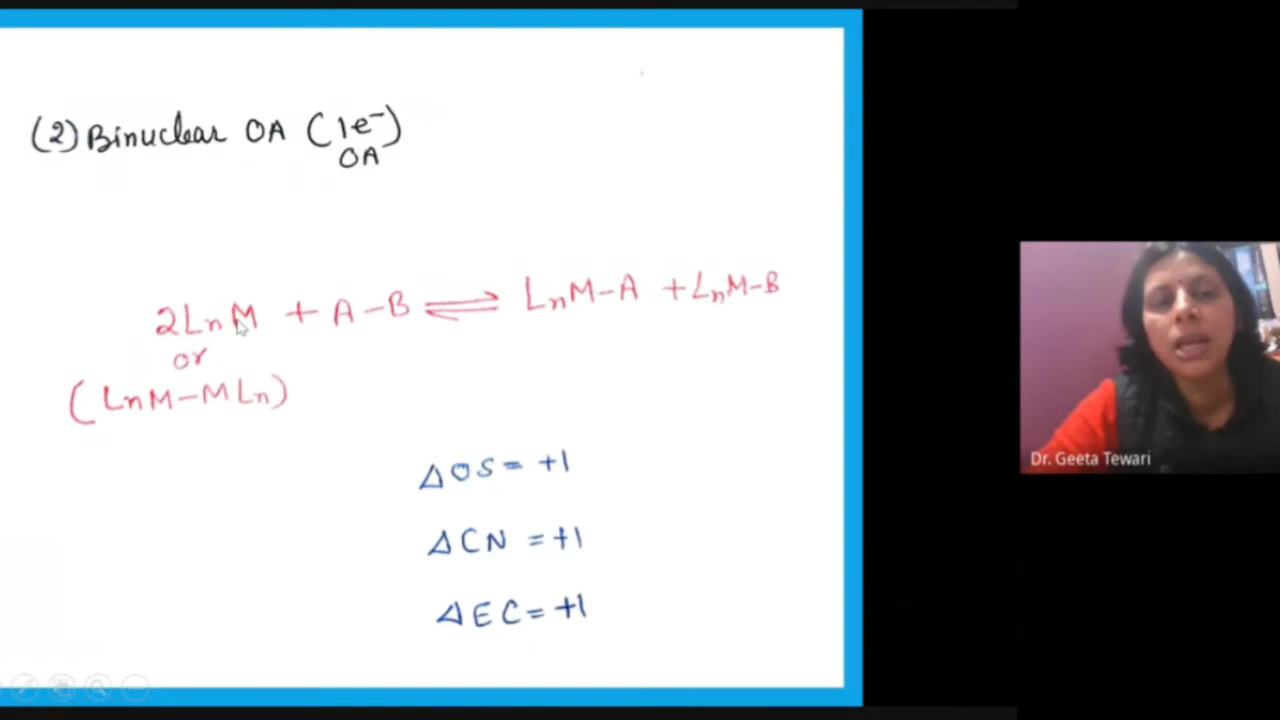 (2) Binuclear OA (1e⁻)
OA
2LnM + A-B ⇌ LnM-A + LnM-B
or
(LnM-MLn)
ΔOS = +1
ΔCN = +1
ΔEC = +1
Dr. Geeta Tewari